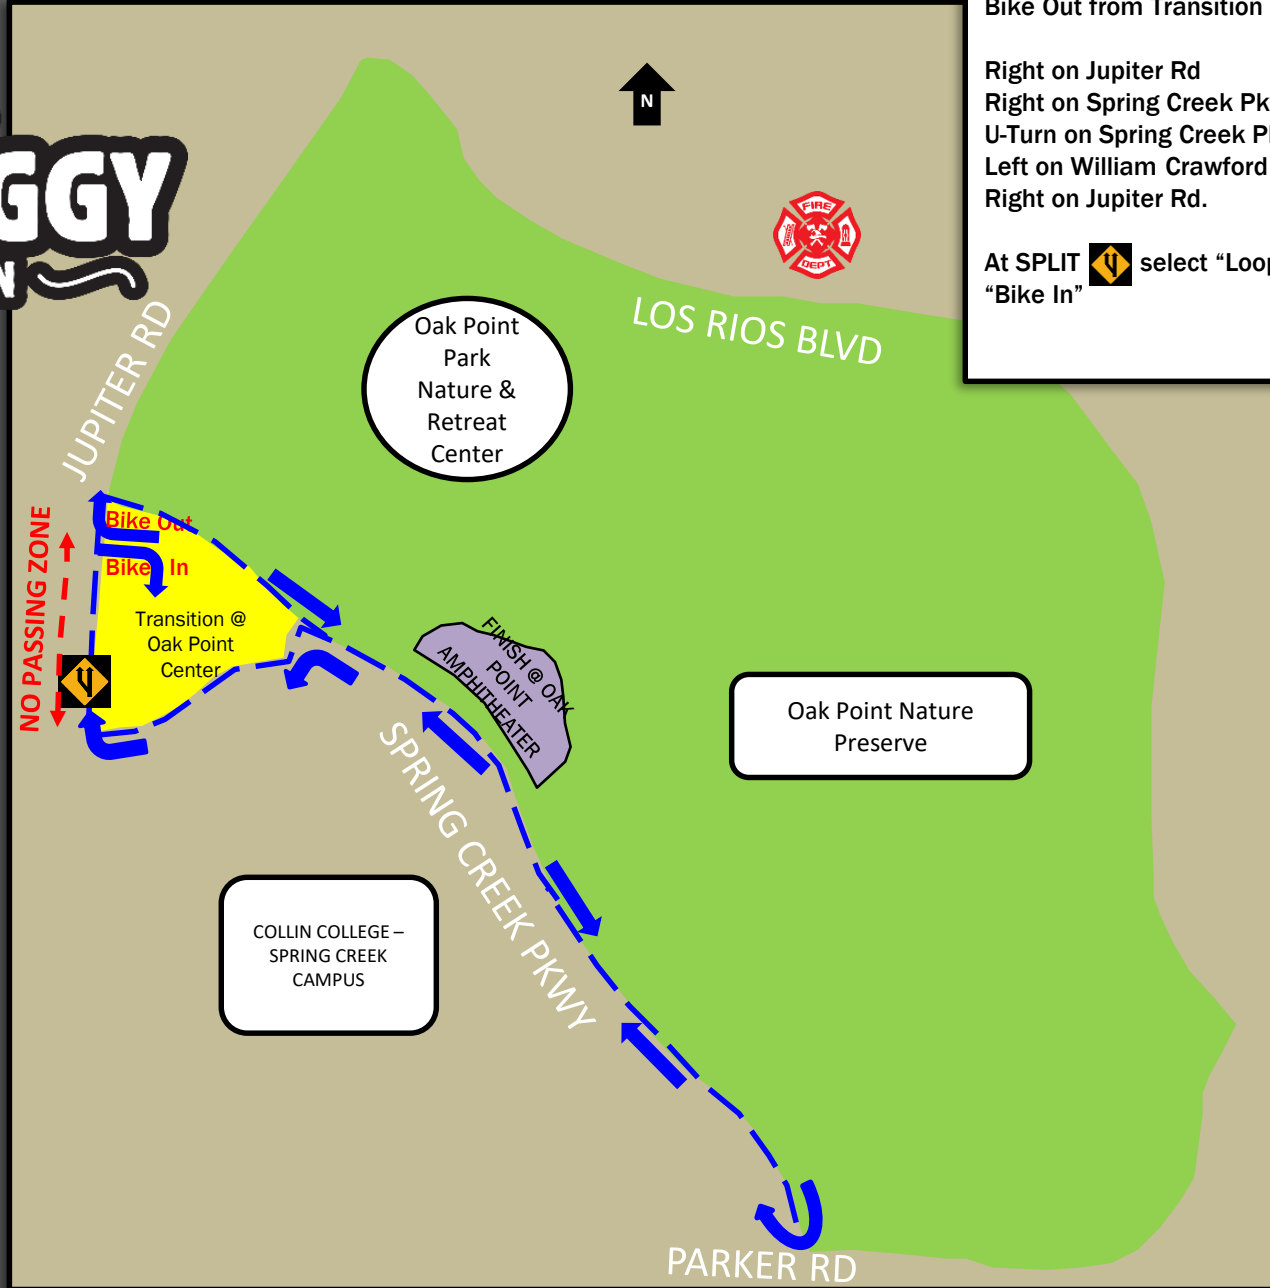 Bike Out from Transition
Right on Jupiter Rd
Right on Spring Creek
U-Turn on Spring Creek
Left on William Crawford
Right on Jupiter Rd.
At SPLIT select “Loop
“Bike In”
N
GGY
N
FIRE
DEPT
LOS RIOS BLVD
Oak Point
Park
Nature &
Retreat
Center
JUPITER RD
NO PASSING ZONE
Bike Out
Bike In
Transition @
Oak Point
Center
FINISH @ OAK
POINT
AMPHITHEATER
Oak Point Nature
Preserve
SPRING CREEK PKWY
COLLIN COLLEGE –
SPRING CREEK
CAMPUS
PARKER RD